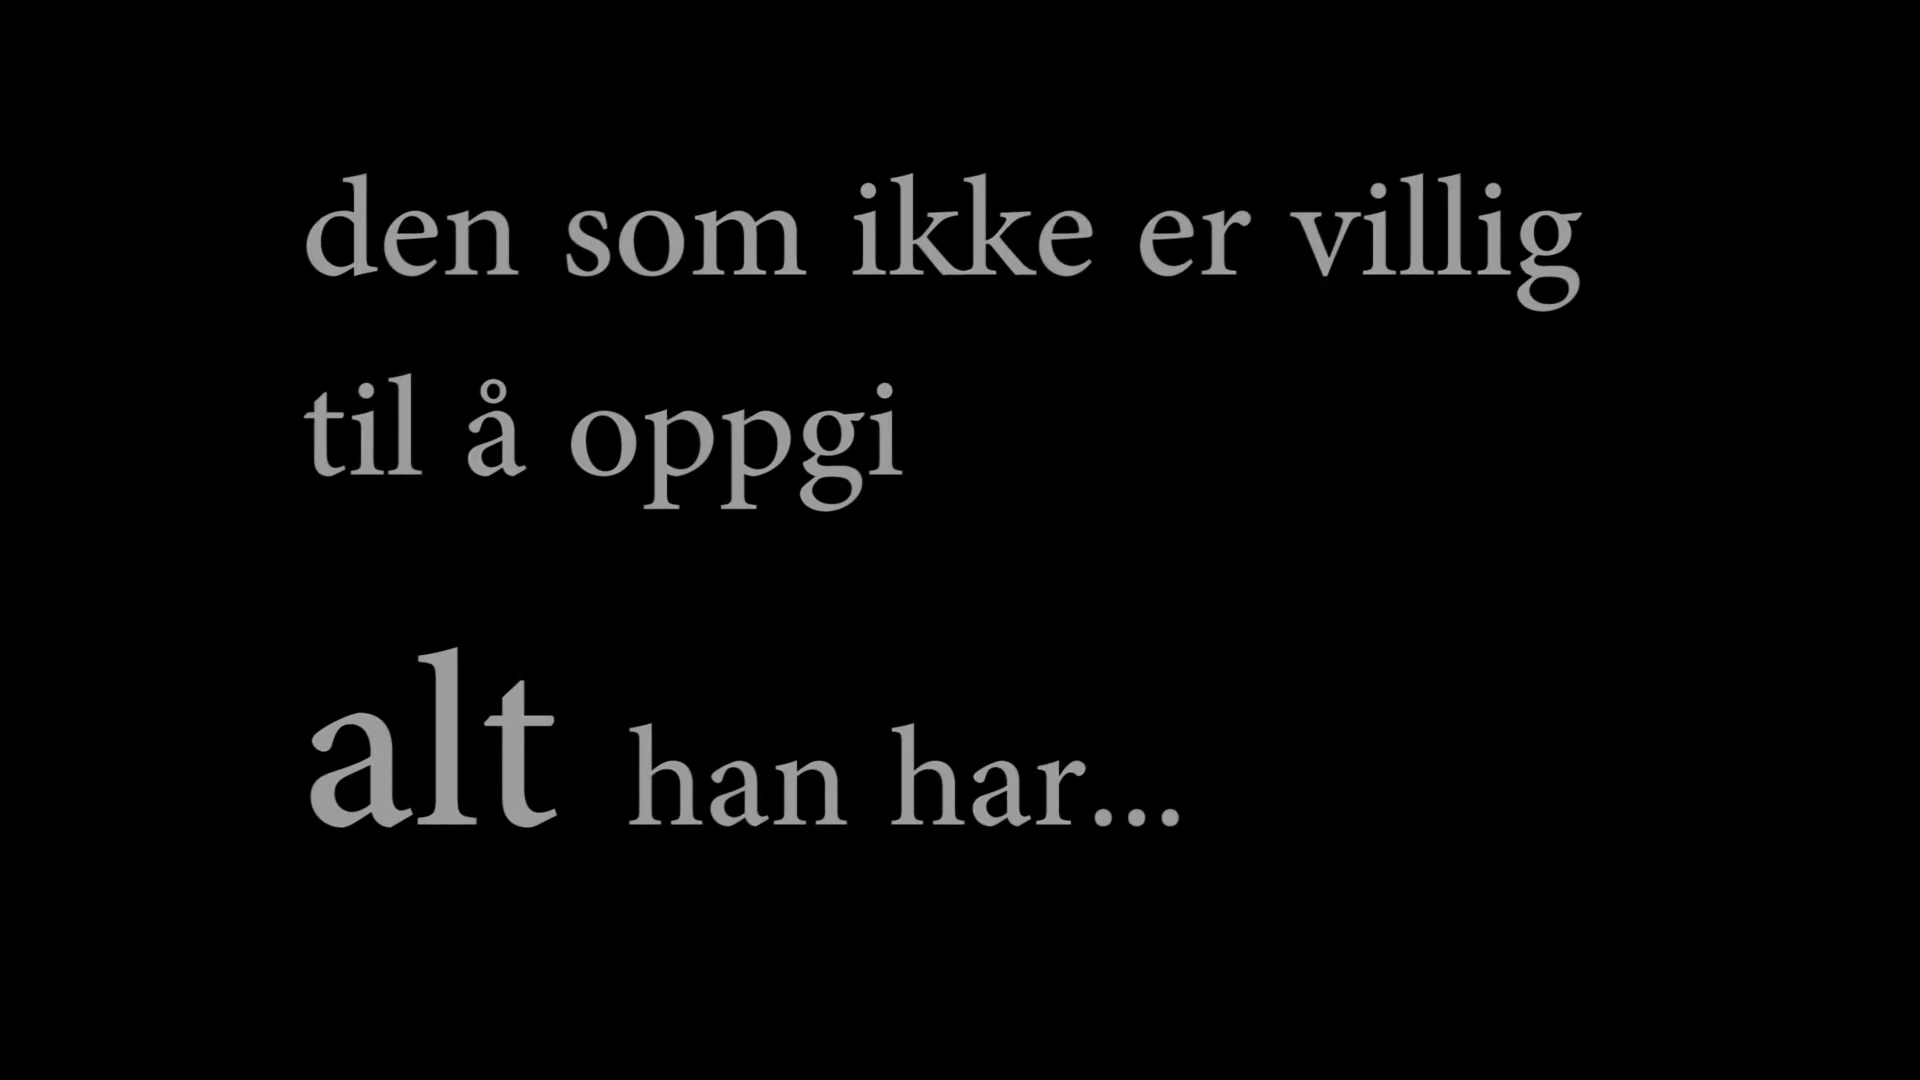 den som ikke er villig
til å oppgi
alt han har...